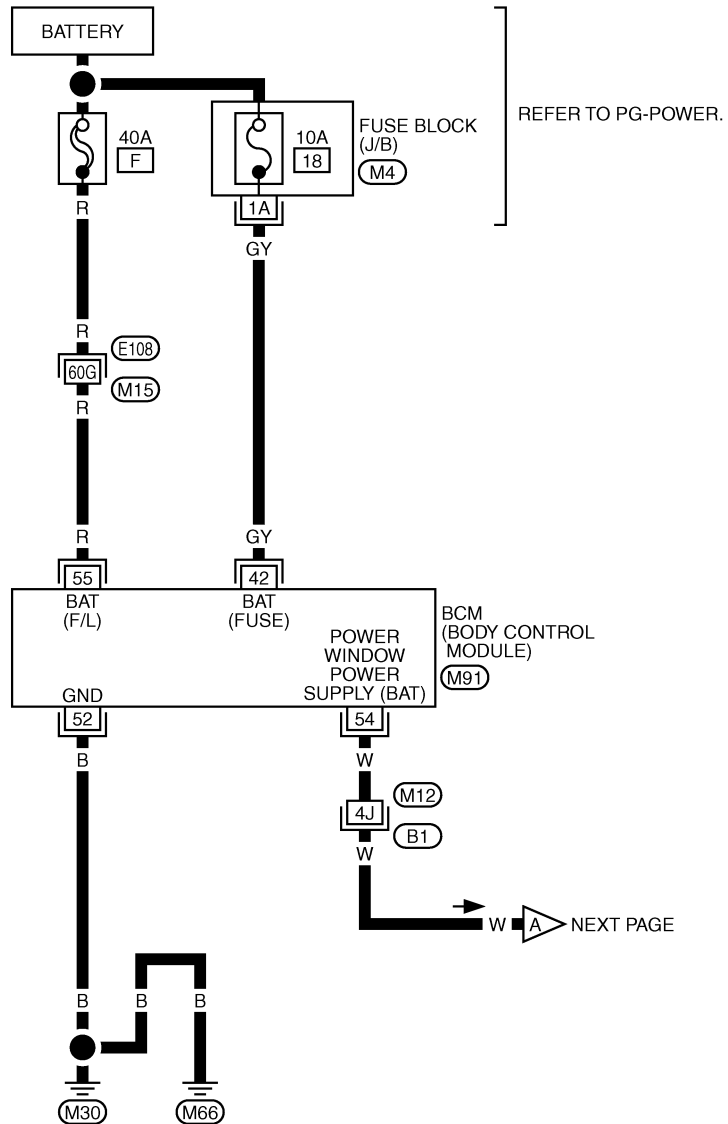 BATTERY
REFER TO PG-POWER.
40A
F
10A
18
FUSE BLOCK
(J/B)
M4
R
1A
GY
R
E108
60G
M15
R
R
GY
55
42
BAT
(F/L)
BAT
(FUSE)
BCM
(BODY CONTROL
MODULE)
M91
POWER
WINDOW
POWER
SUPPLY (BAT)
GND
52
54
B
W
M12
4J
B1
W
W
A
NEXT PAGE
B
B
B
M30
M66